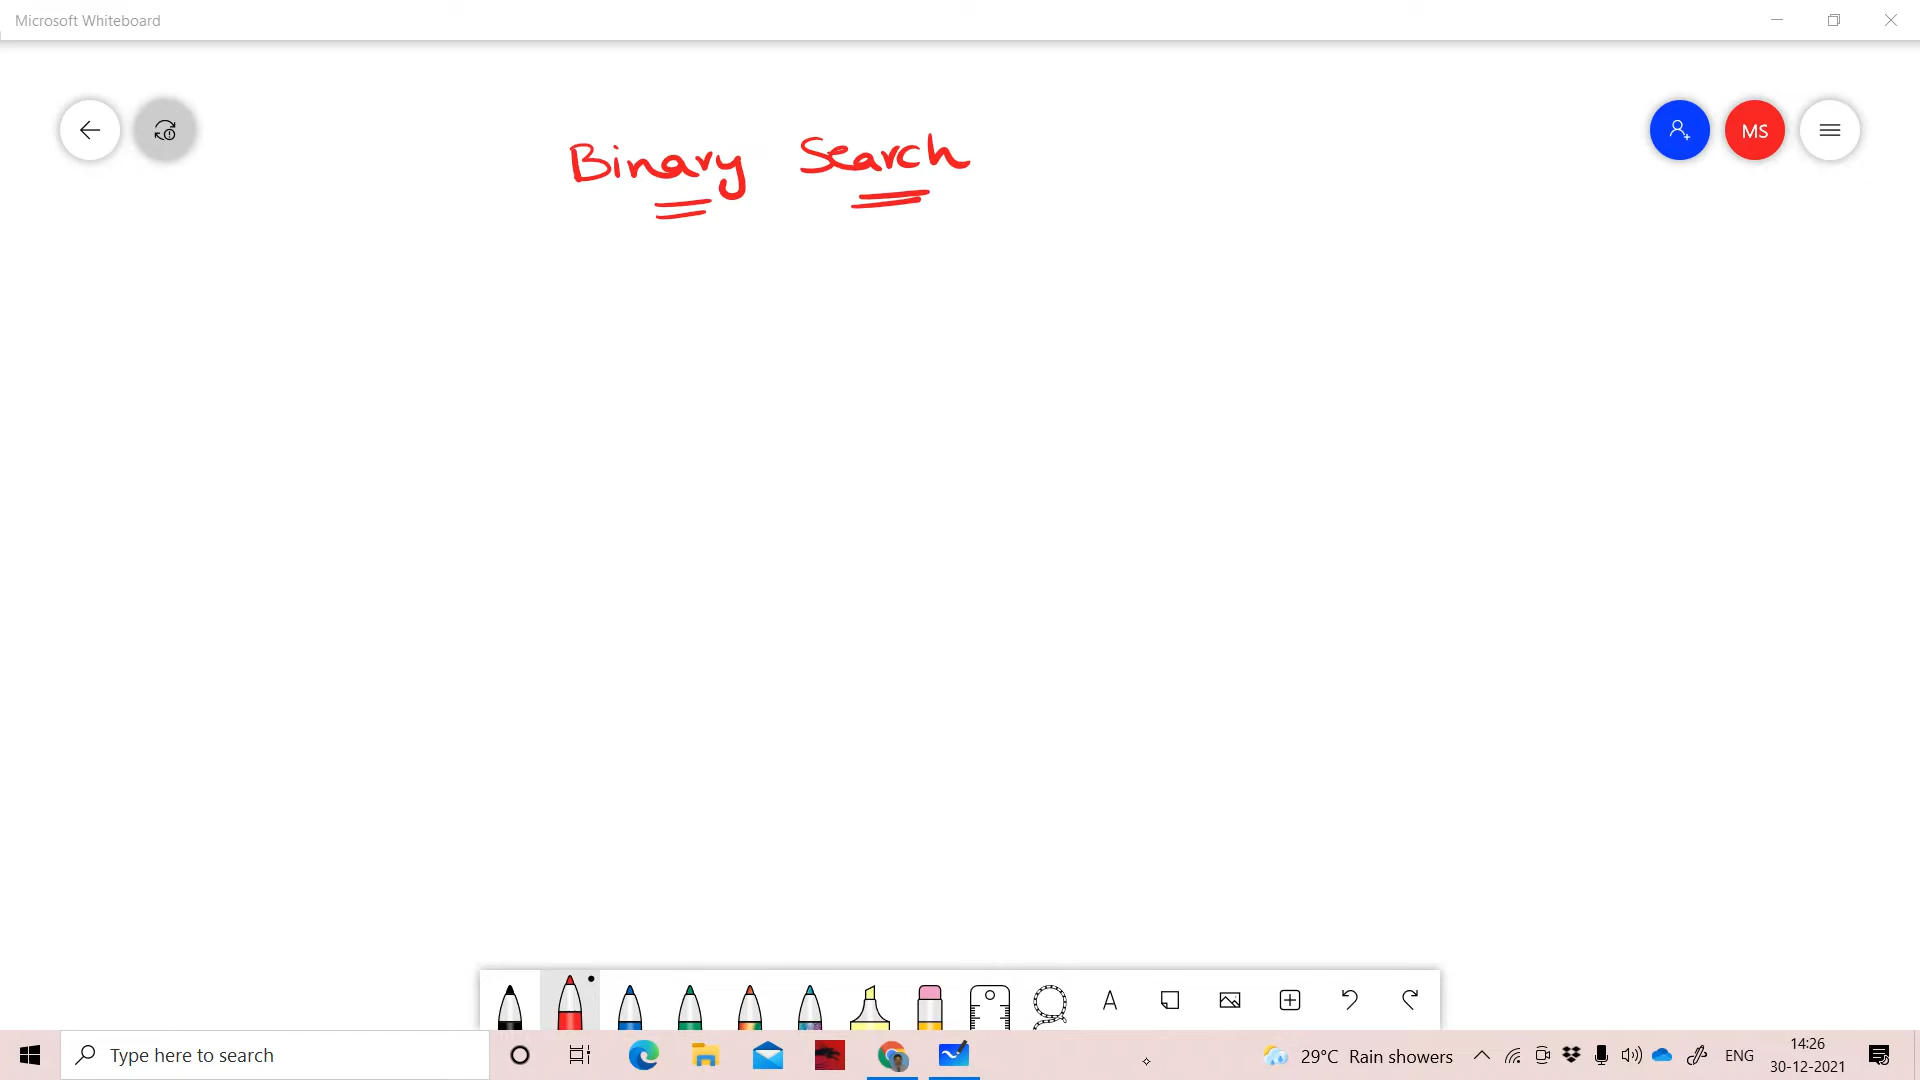 Microsoft Whiteboard
MS
Binary Search
A
Type here to search
29°C Rain showers
ENG
14:26
30-12-2021